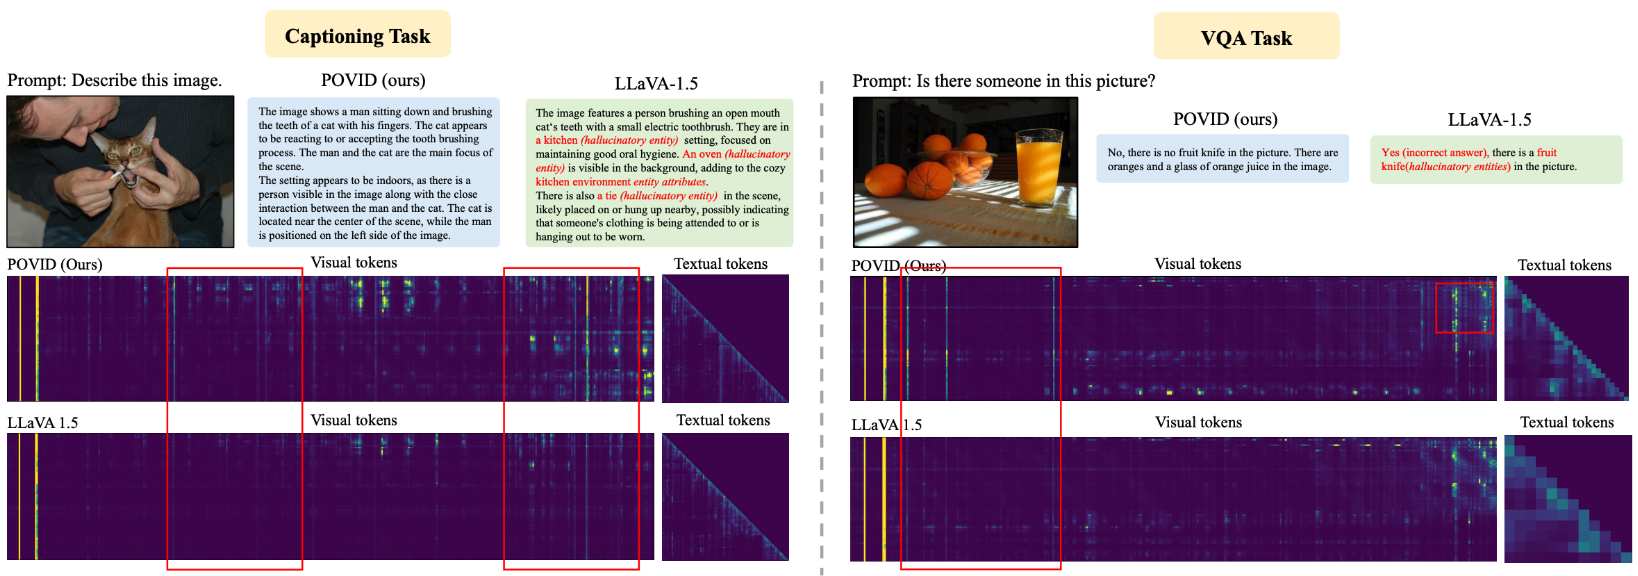 Captioning Task
Prompt: Describe this image.
POVID (ours)
The image shows a man sitting down and brushing
the teeth of a cat with his fingers. The cat appears
to be reacting to or accepting the tooth brushing
process. The man and the cat are the main focus of
the scene.
The setting appears to be indoors, as there is a
person visible in the image along with the close
interaction between the man and the cat. The cat is
located near the center of the scene, while the man
is positioned on the left side of the image.
LLaVA-1.5
The image features a person brushing an open mouth
cat's teeth with a small electric toothbrush. They are in
a kitchen (hallucinatory entity) setting, focused on
maintaining good oral hygiene. An oven (hallucinatory
entity) is visible in the background, adding to the cozy
kitchen environment entity attributes.
There is also a tie (hallucinatory entity) in the scene,
likely placed on or hung up nearby, possibly indicating
that someone's clothing is being attended to or is
hanging out to be worn.
POVID (Ours)
Visual tokens
Textual tokens
LLaVA 1.5
Visual tokens
Textual tokens
VQA Task
Prompt: Is there someone in this picture?
POVID (ours)
No, there is no fruit knife in the picture. There are
oranges and a glass of orange juice in the image.
LLaVA-1.5
Yes (incorrect answer), there is a fruit
knife(hallucinatory entities) in the picture.
POVID (Ours)
Visual tokens
Textual tokens
LLaVA 1.5
Visual tokens
Textual tokens